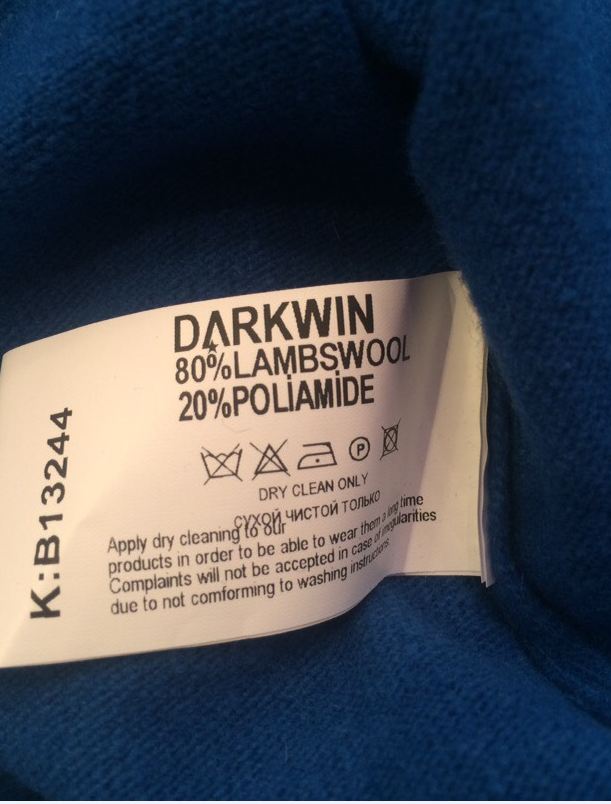 DARKWIN
80%LAMBSWOOL
20%POLİAMİDE
P
DRY CLEAN ONLY
СУХОЙ ЧИСТОЙ ТОЛЬКО
Apply dry cleaning to our
products in order to be able to wear them a long time
Complaints will not be accepted in case of irregularities
due to not comforming to washing instructions.
K:B13244